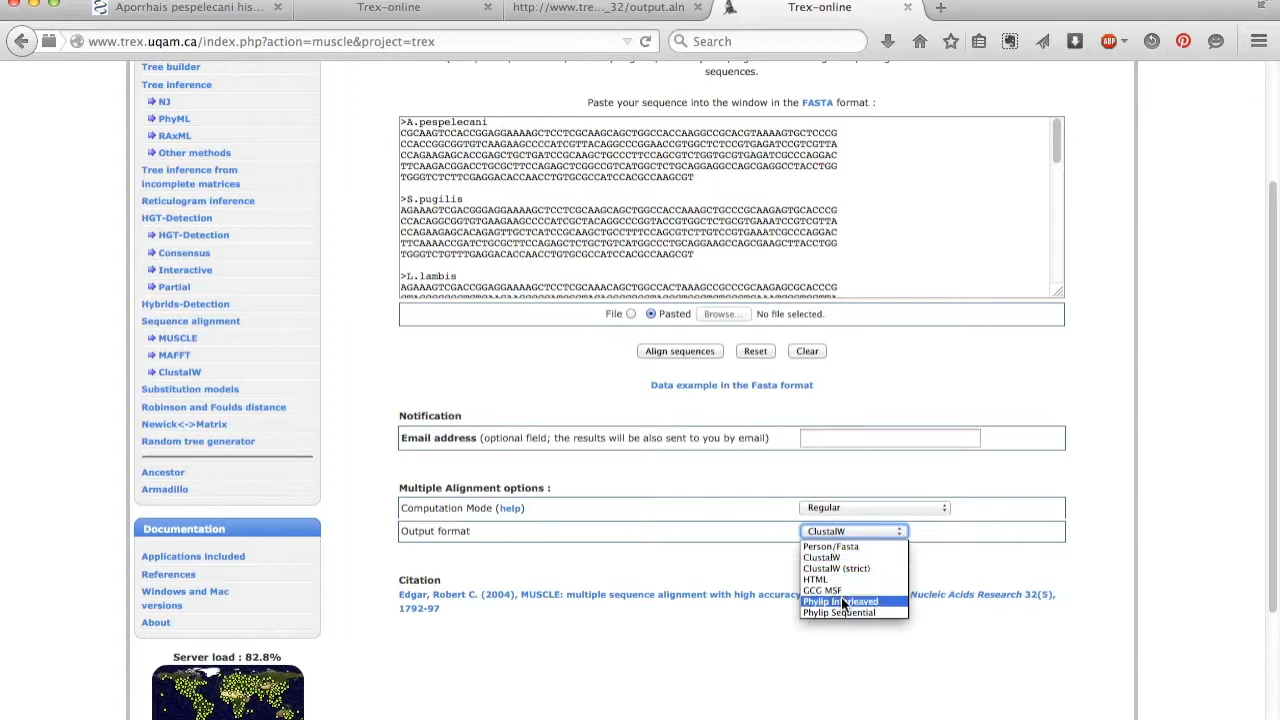 Aporrhais pespelecani his...
Trex-online
http://www.tre..._32/output.aln
Trex-online
www.trex.uqam.ca/index.php?action=muscle&project=trex
Search
ABP
sequences.
Paste your sequence into the window in the FASTA format :
Tree builder
Tree inference
NJ
PhyML
RAxML
Other methods
Tree inference from
incomplete matrices
Reticulogram inference
HGT-Detection
HGT-Detection
Consensus
Interactive
Partial
Hybrids-Detection
Sequence alignment
MUSCLE
MAFFT
ClustalW
Substitution models
Robinson and Foulds distance
Newick<->Matrix
Random tree generator
Ancestor
Armadillo
Documentation
Applications included
References
Windows and Mac
versions
About
Server load : 82.8%
>A.pespelecani
CGCAAGTCCACCGGAGGAAAAGCTCCTCGCAAGCAGCTGGCCACCAAGGCCGCACGTAAAAGTGCTCCCG
CCACCGGCGGTGTCAAGAAGCCCCATCGTTACAGGCCCGGAACCGTGGCTCTCCGTGAGATCCGTCGTTA
CCAGAAGAGCACCGAGCTGCTGATCCGCAAGCTGCCCTTCCAGCGTCTGGTGCGTGAGATCGCCCAGGAC
TTCAAGACGGACCTGCGCTTCCAGAGCTCGGCCGTCATGGCTCTGCAGGAGGCCAGCGAGGCCTACCTGG
TGGGTCTCTTCGAGGACACCAACCTGTGCGCCATCCACGCCAAGCGT
>S.pugilis
AGAAAGTCGACGGGAGGAAAAGCTCCTCGCAAGCAGCTGGCCACCAAAGCTGCCCGCAAGAGTGCACCCG
CCACAGGCGGTGTGAAGAAGCCCCATCGCTACAGGCCCGGTACCGTGGCTCTGCGTGAAATCCGTCGTTA
CCAGAAGAGCACAGAGTTGCTCATCCGCAAGCTGCCTTTCCAGCGTCTTGTCCGTGAAATCGCCCAGGAC
TTCAAAACCGATCTGCGCTTCCAGAGCTCTGCTGTCATGGCCCTGCAGGAAGCCAGCGAAGCTTACCTGG
TGGGTCTGTTTGAGGACACCAACCTGTGCGCCATCCACGCCAAGCGT
>L.lambis
AGAAAGTCGACCGGAGGAAAAGCTCCTCGCAAACAGCTGGCCACTAAAGCCGCCCGCAAGAGCGCACCCG
File
Pasted
Browse...
No file selected.
Align sequences
Reset
Clear
Data example in the Fasta format
Notification
Email address (optional field; the results will be also sent to you by email)
Multiple Alignment options :
Computation Mode (help)
Regular
Output format
ClustalW
Person/Fasta
ClustalW
ClustalW (strict)
HTML
GCG MSF
Phylip Interleaved
Phylip Sequential
Citation
Edgar, Robert C. (2004), MUSCLE: multiple sequence alignment with high accuracy Nucleic Acids Research 32(5),
1792-97